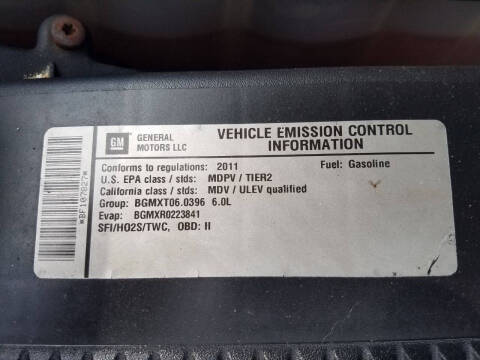 GM
GENERAL
MOTORS LLC
VEHICLE EMISSION CONTROL
INFORMATION
Conforms to regulations: 2011 Fuel: Gasoline
U.S. EPA class / stds: MDPV / TIER2
California class / stds: MDV / ULEV qualified
Group: BGMXT06.0396 6.0L
Evap: BGMXR0223841
SFI/HO2S/TWC, OBD: II